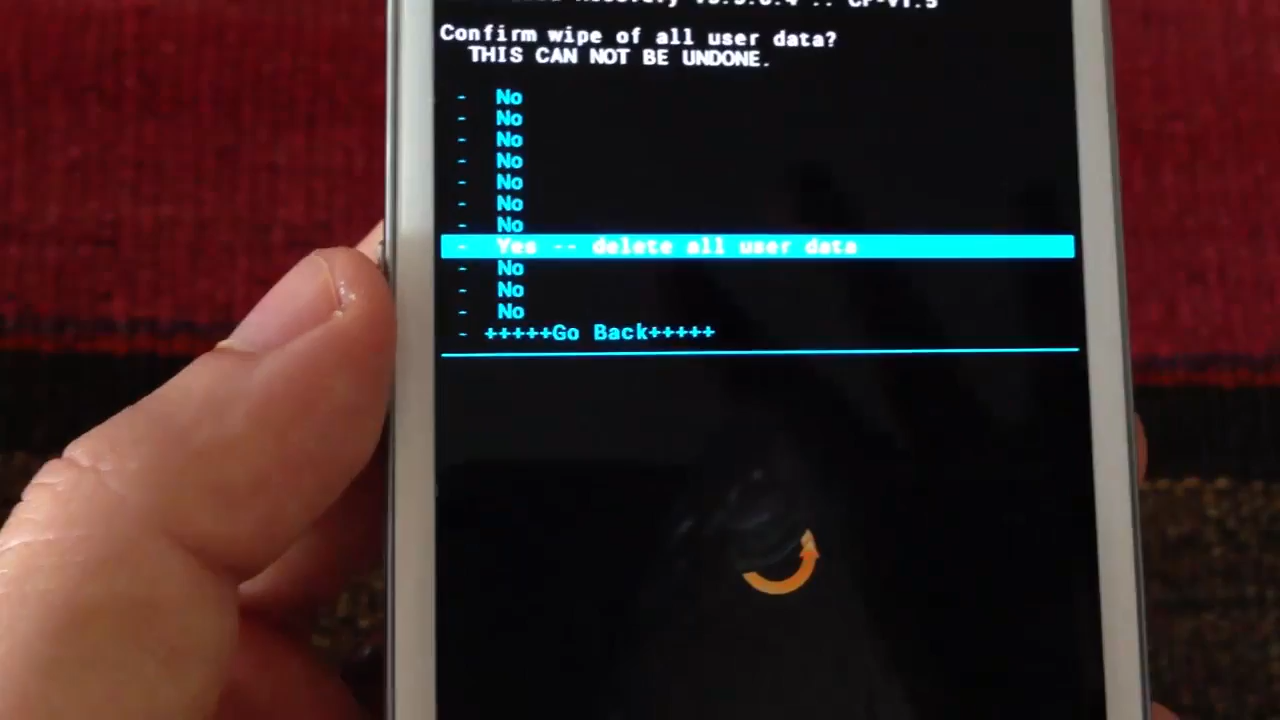 Confirm wipe of all user data?
THIS CAN NOT BE UNDONE.
- No
- No
- No
- No
- No
- No
- No
- Yes -- delete all user data
- No
- No
- No
- +++++Go Back+++++